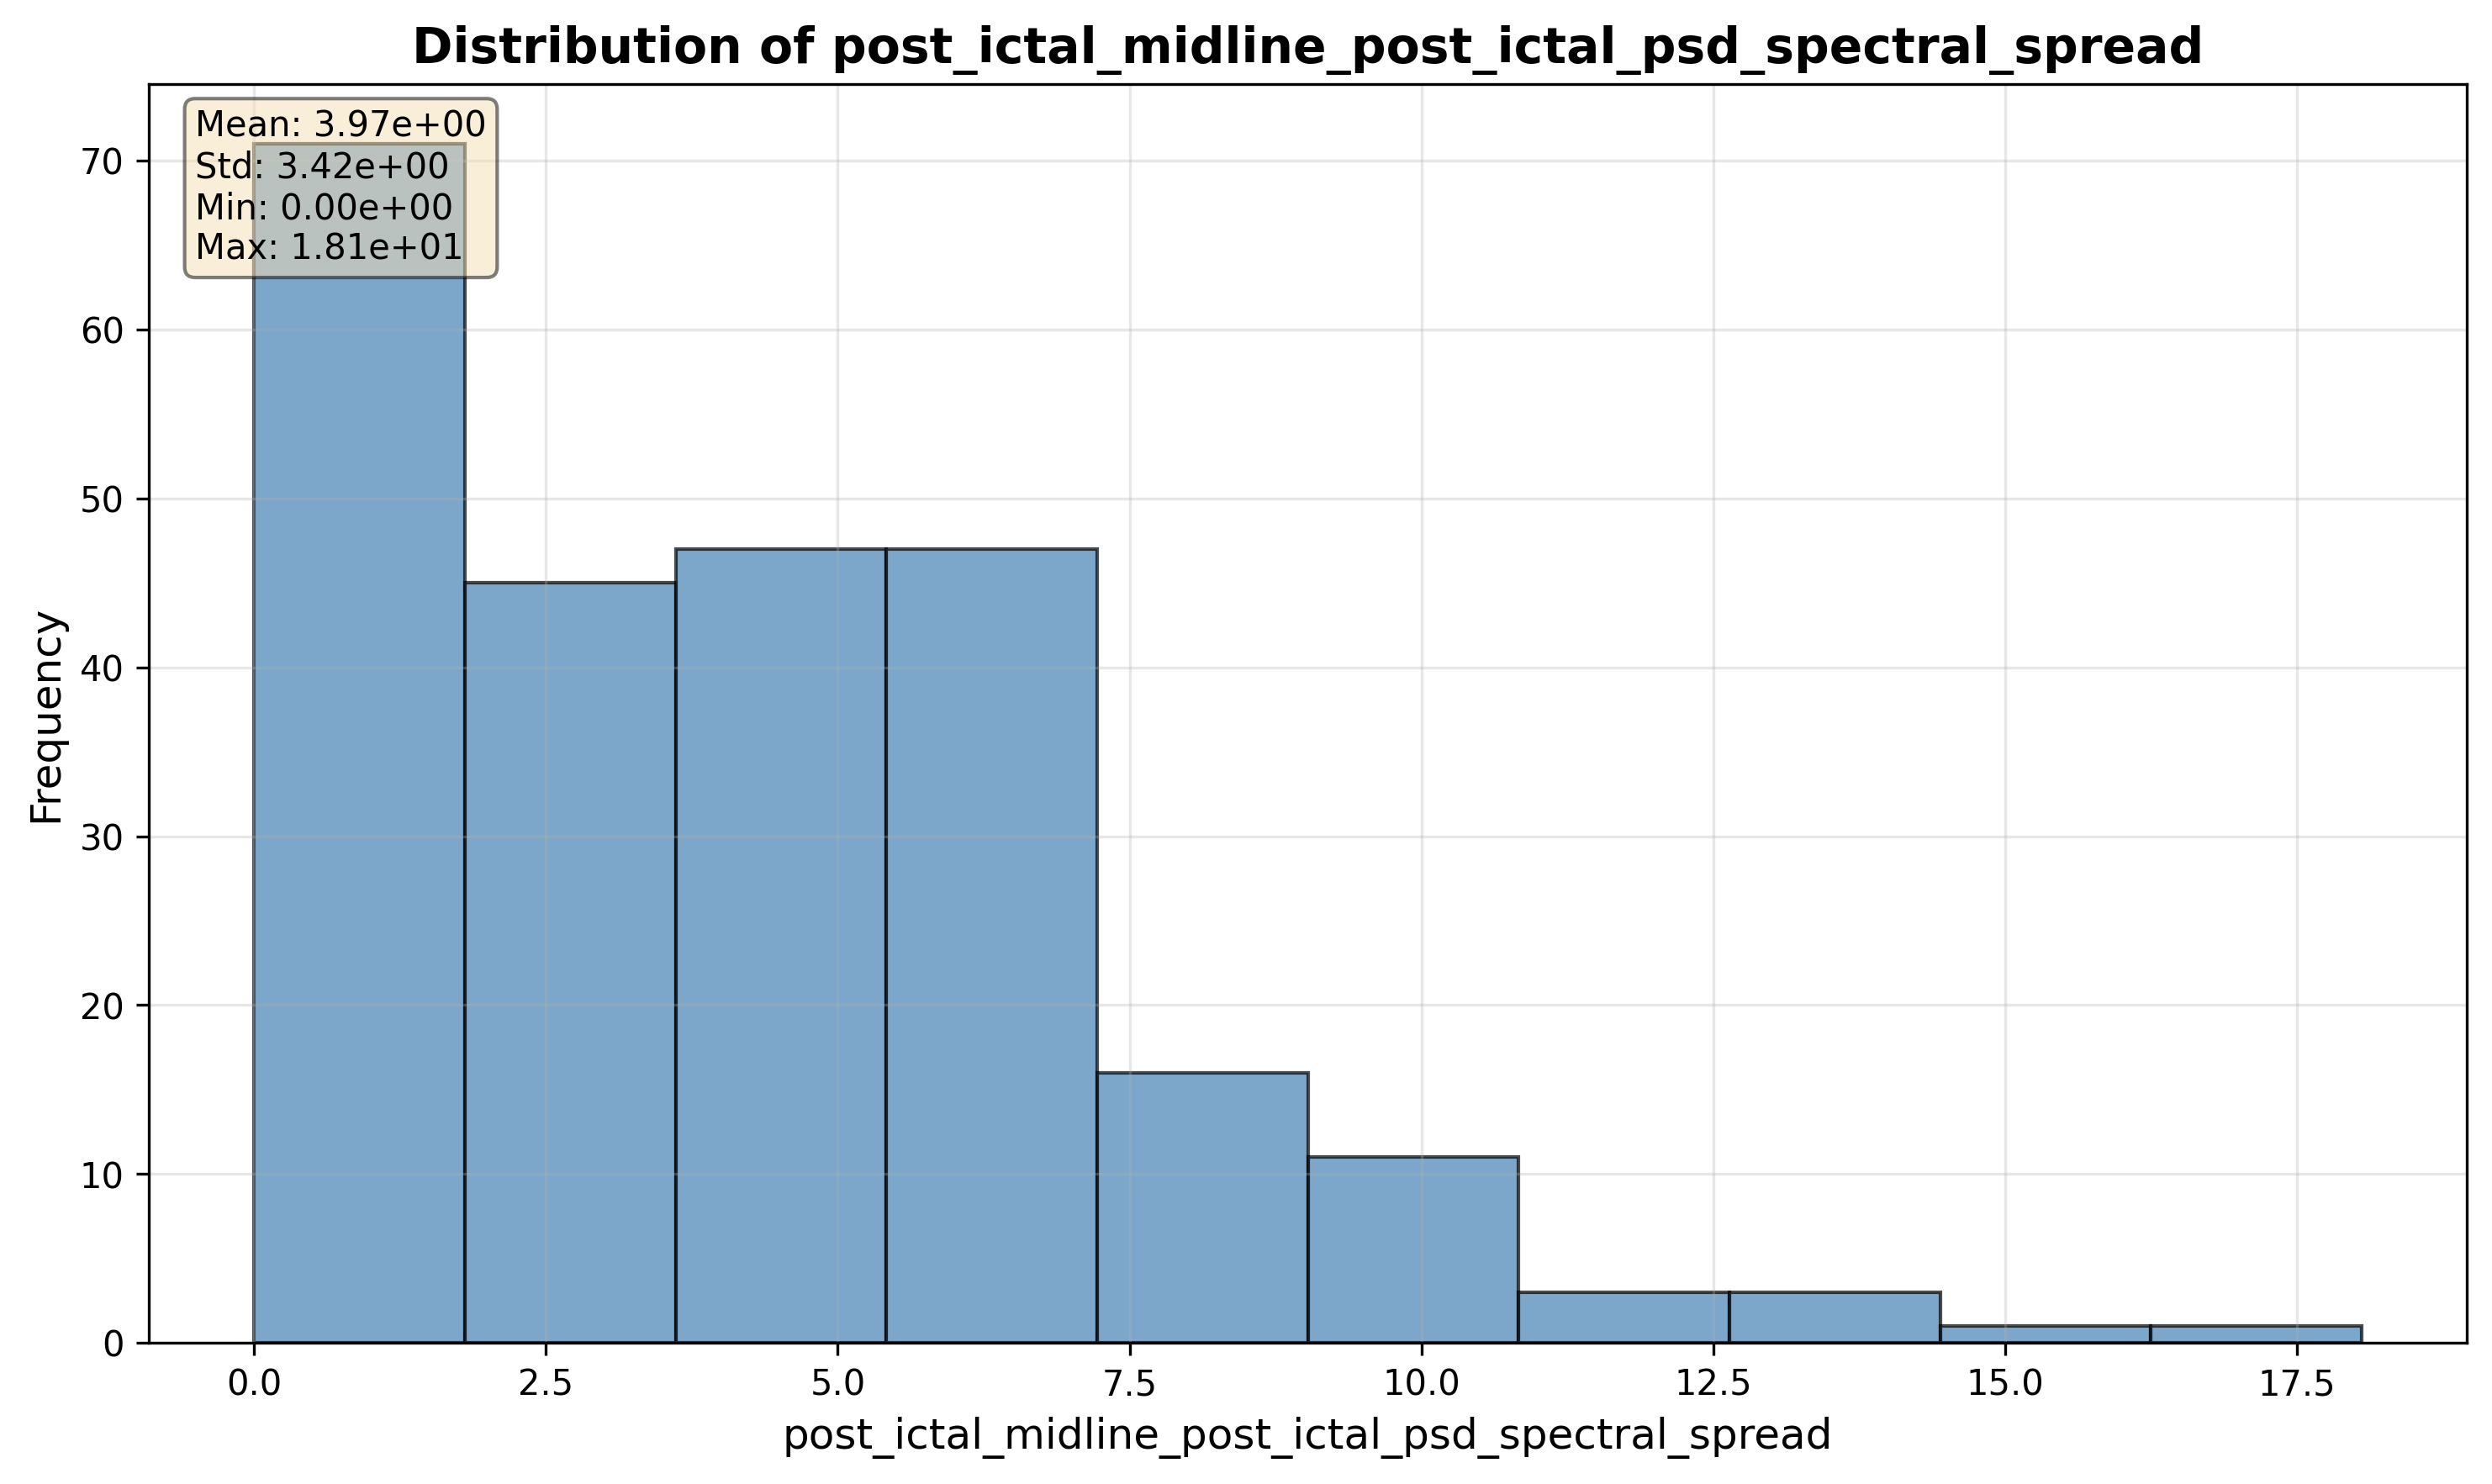 Distribution of post_ictal_midline_post_ictal_psd_spectral_spread
Mean: 3.97e+00
Std: 3.42e+00
Min: 0.00e+00
Max: 1.81e+01
70
60
50
40
30
20
10
0
Frequency
0.0 2.5 5.0 7.5 10.0 12.5 15.0 17.5
post_ictal_midline_post_ictal_psd_spectral_spread